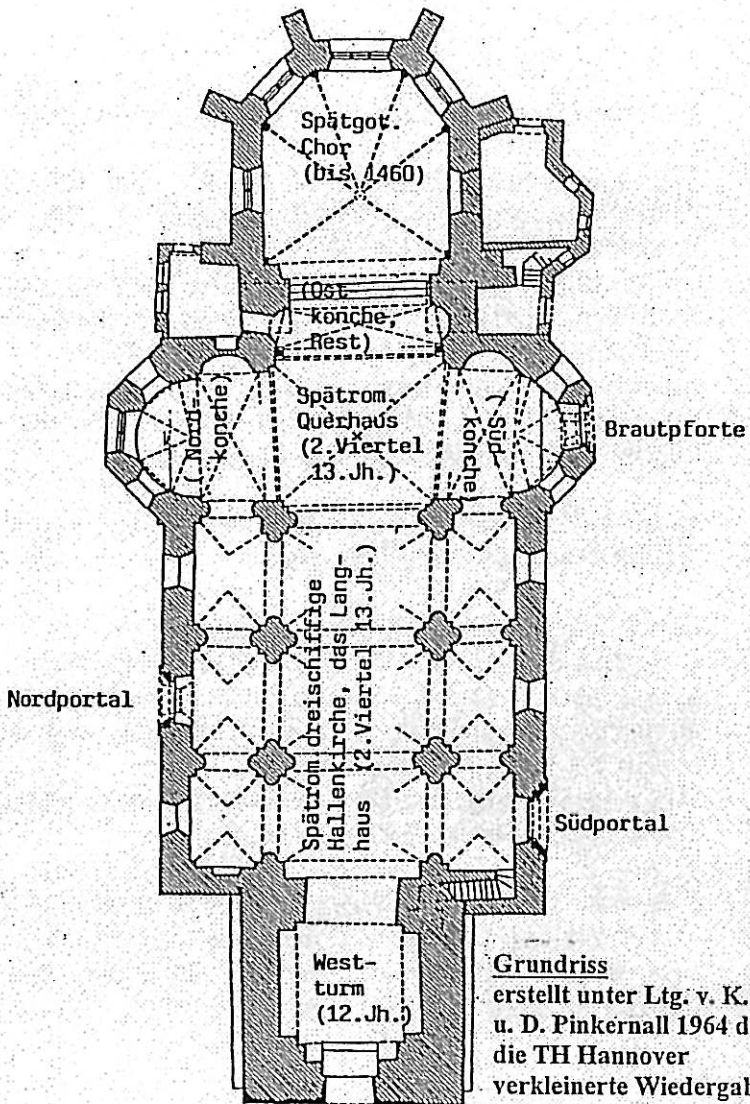 Spätgot.
Chor
(bis 1460)
(Ost
konche,
Rest)
Spätrom.
Querhaus
(2.Viertel
13.Jh.)
(Nord
konche)
(Süd
konche)
Brautpforte
Nordportal
Spätrom dreischiffige
Hallenkirche, das Lang-
haus (2.Viertel 13.Jh.)
Südportal
West-
turm
(12.Jh.)
Grundriss
erstellt unter Ltg. v. K.
u. D. Pinkernall 1964 d
die TH Hannover
verkleinerte Wiedergal